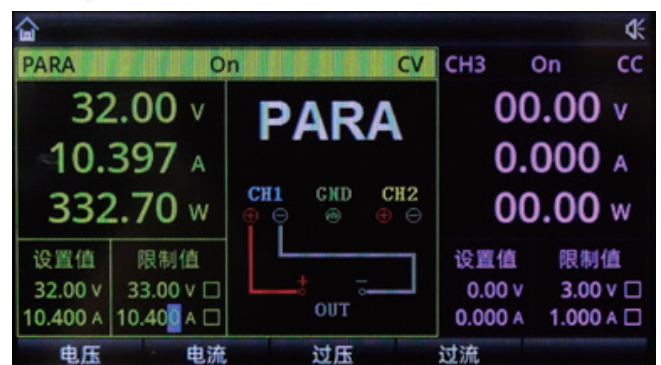 PARA On CV
CH3 On CC
32.00 V
10.397 A
332.70 W
PARA
CH1 GND CH2
OUT
00.00 V
0.000 A
00.00 W
设置值 限制值
32.00 V 33.00 V
10.400 A 10.400 A
设置值 限制值
0.00 V 3.00 V
0.000 A 1.000 A
电压 电流 过压 过流